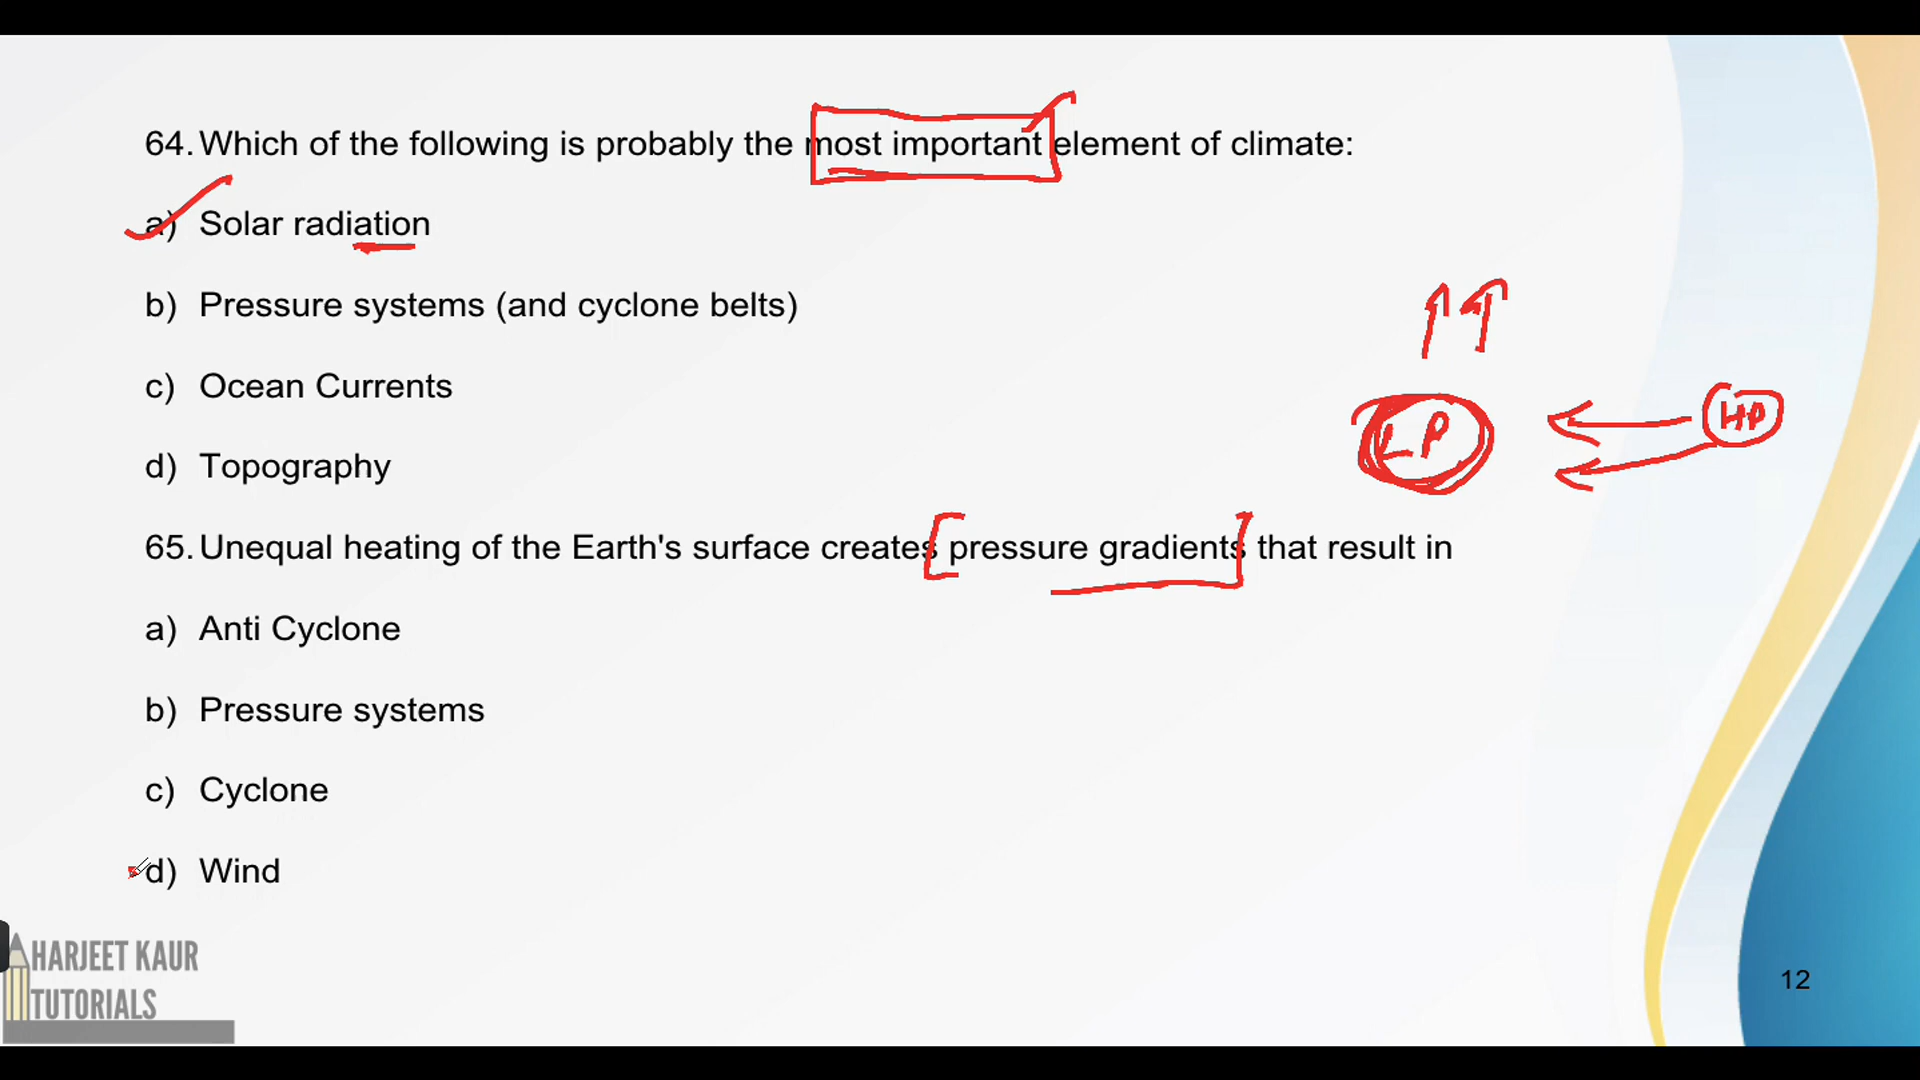 64. Which of the following is probably the most important element of climate:
a) Solar radiation
b) Pressure systems (and cyclone belts)
c) Ocean Currents
d) Topography
LP
HP
65. Unequal heating of the Earth's surface creates pressure gradients that result in
a) Anti Cyclone
b) Pressure systems
c) Cyclone
d) Wind
HARJEET KAUR
TUTORIALS
12